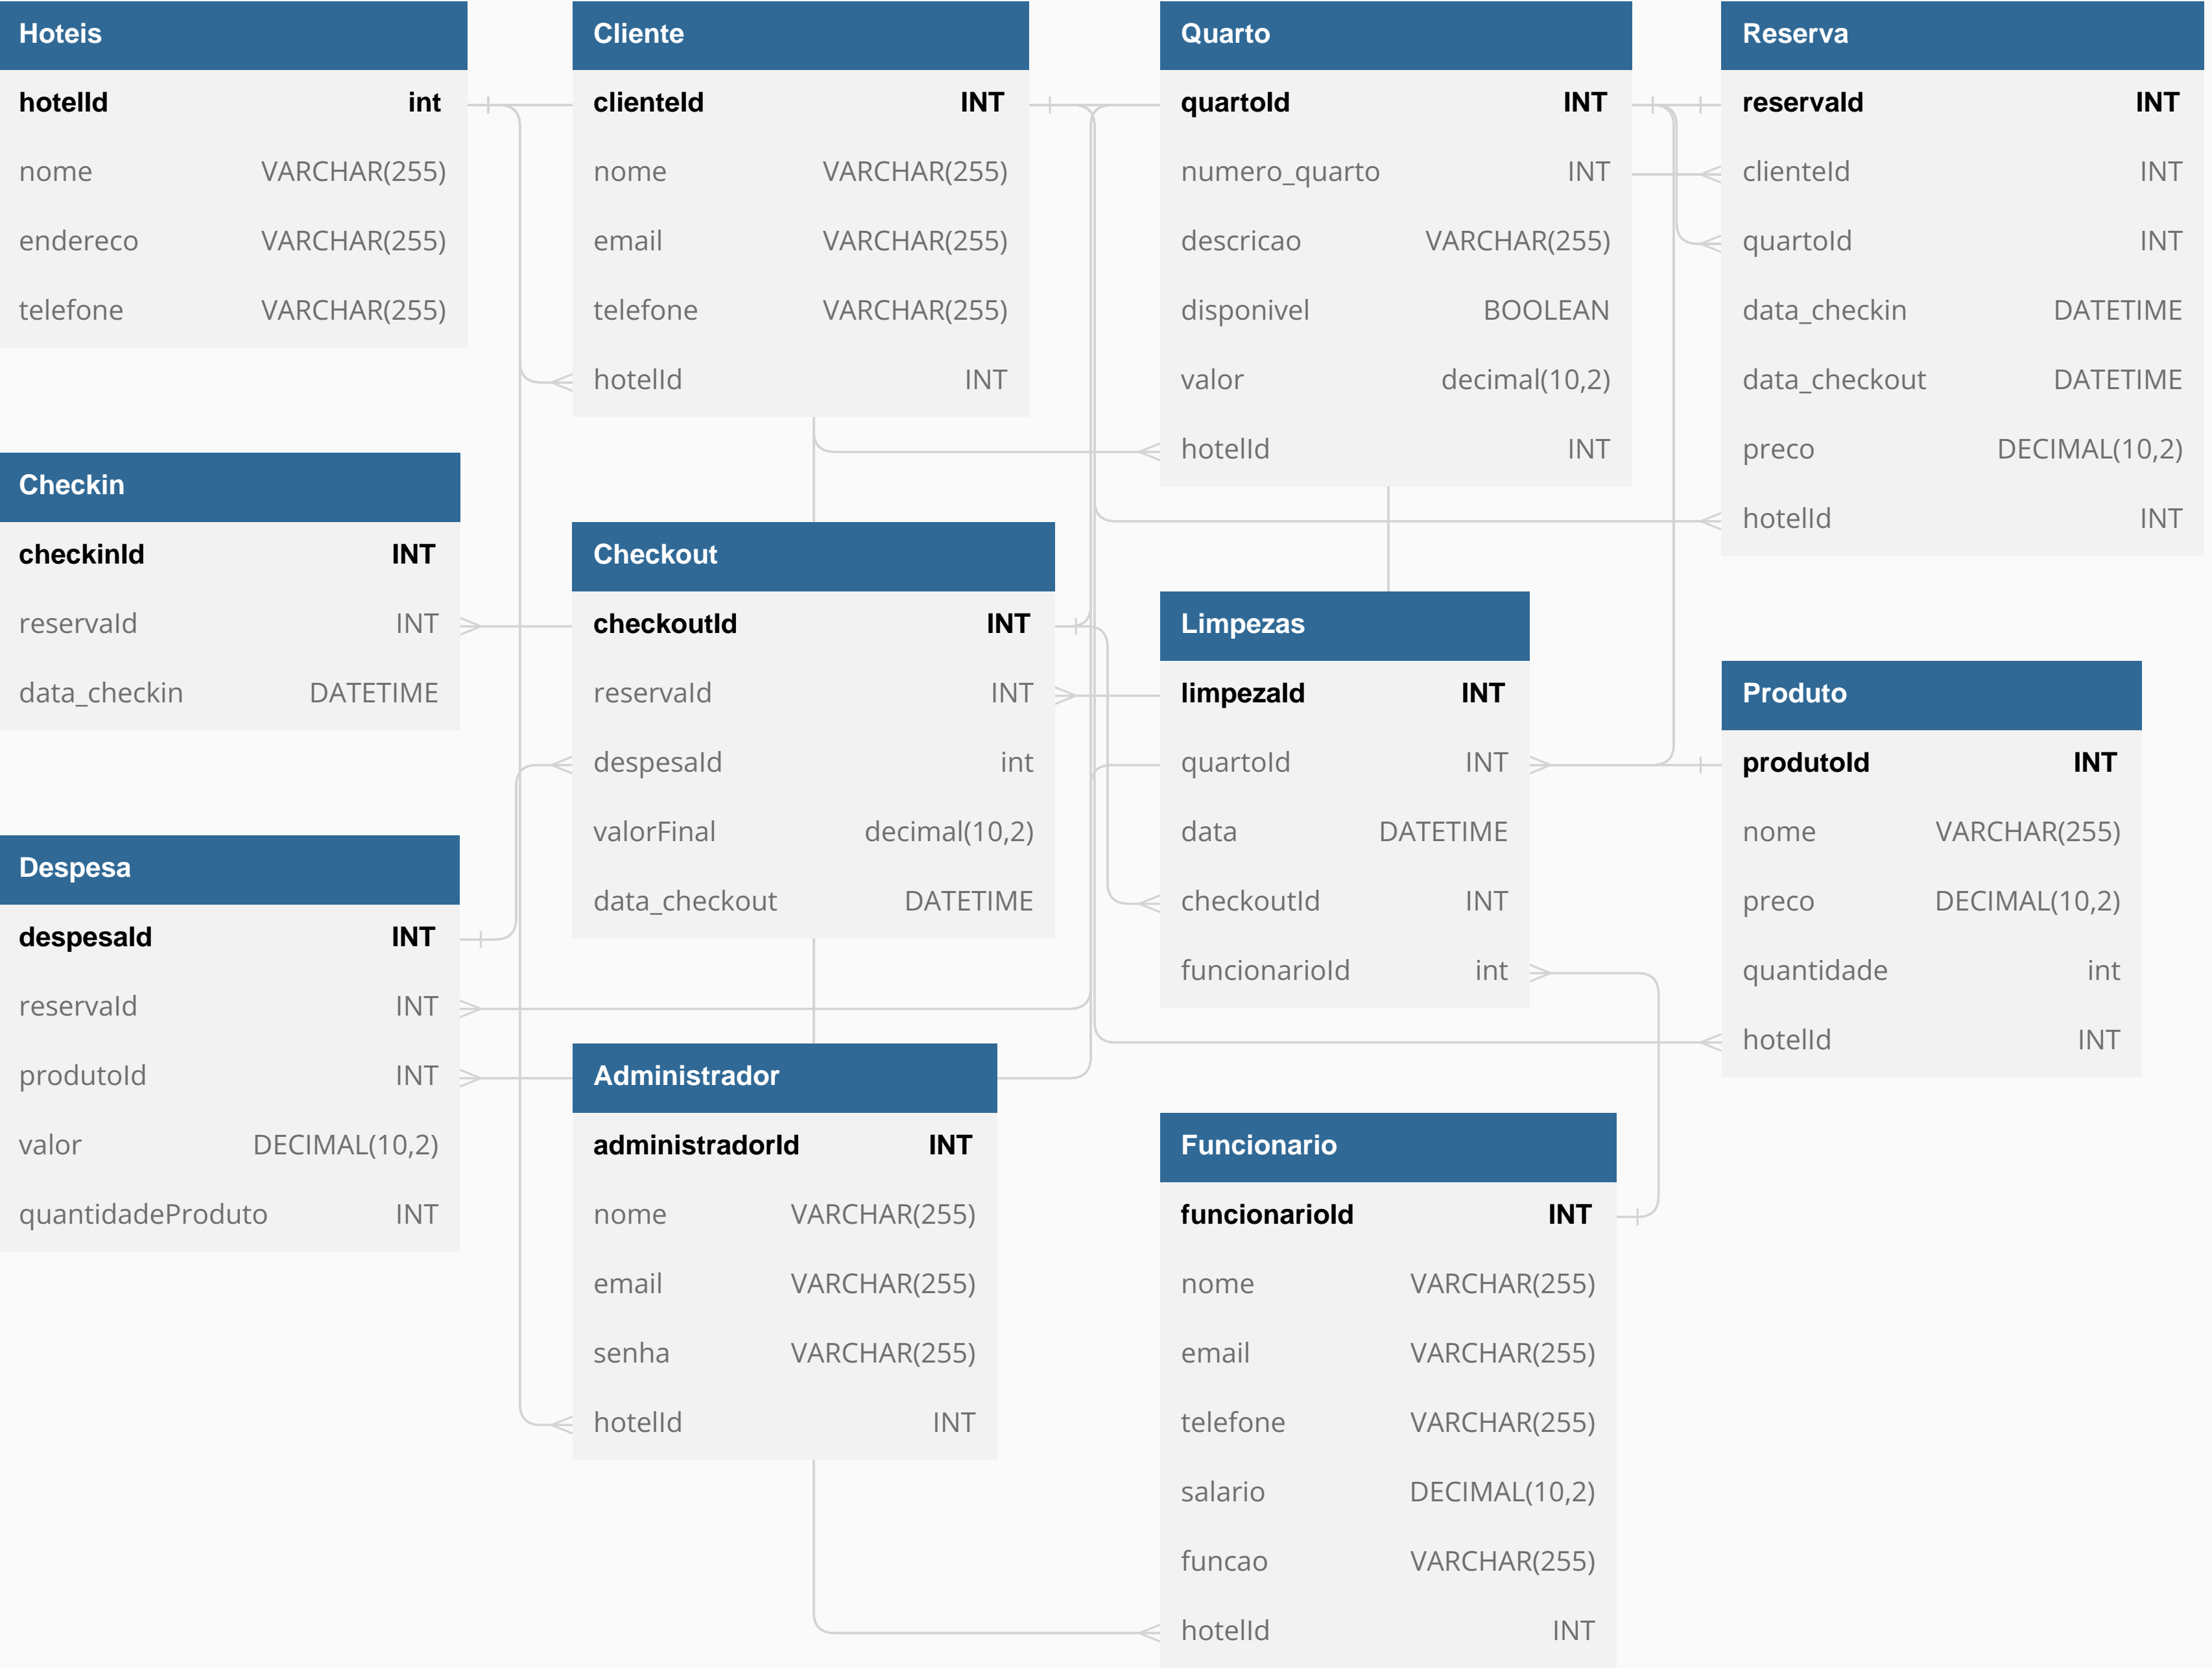 Hoteis
hotelId int
nome VARCHAR(255)
endereco VARCHAR(255)
telefone VARCHAR(255)
Cliente
clienteId INT
nome VARCHAR(255)
email VARCHAR(255)
telefone VARCHAR(255)
hotelId INT
Quarto
quartoId INT
numero_quarto INT
descricao VARCHAR(255)
disponivel BOOLEAN
valor decimal(10,2)
hotelId INT
Reserva
reservaId INT
clienteId INT
quartoId INT
data_checkin DATETIME
data_checkout DATETIME
preco DECIMAL(10,2)
hotelId INT
Checkin
checkinId INT
reservaId INT
data_checkin DATETIME
Checkout
checkoutId INT
reservaId INT
despesaId int
valorFinal decimal(10,2)
data_checkout DATETIME
Limpezas
limpezaId INT
quartoId INT
data DATETIME
checkoutId INT
funcionarioId int
Produto
produtoId INT
nome VARCHAR(255)
preco DECIMAL(10,2)
quantidade int
hotelId INT
Despesa
despesaId INT
reservaId INT
produtoId INT
valor DECIMAL(10,2)
quantidadeProduto INT
Administrador
administradorId INT
nome VARCHAR(255)
email VARCHAR(255)
senha VARCHAR(255)
hotelId INT
Funcionario
funcionarioId INT
nome VARCHAR(255)
email VARCHAR(255)
telefone VARCHAR(255)
salario DECIMAL(10,2)
funcao VARCHAR(255)
hotelId INT